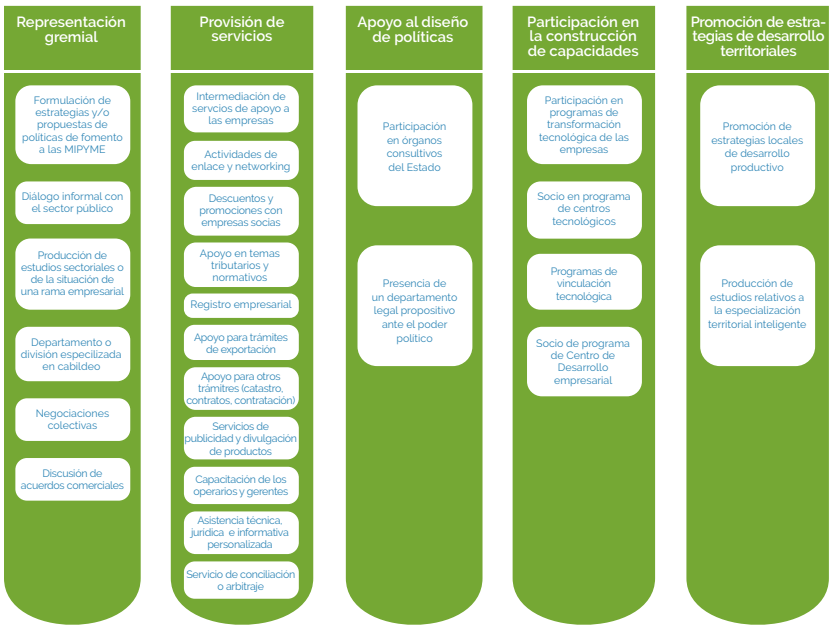 Representación
gremial
Formulación de
estrategias y/o
propuestas de
políticas de fomento
a las MIPYME
Diálogo informal con
el sector público
Producción de
estudios sectoriales o
de la situación de
una rama empresarial
Departamento o
división especilizada
en cabildeo
Negociaciones
colectivas
Discusión de
acuerdos comerciales
Provisión de
servicios
Intermediación de
servcios de apoyo a
las empresas
Actividades de
enlace y networking
Descuentos y
promociones con
empresas socias
Apoyo en temas
tributarios y
normativos
Registro empresarial
Apoyo para trámites
de exportación
Apoyo para otros
trámitres (catastro,
contratos, contratación)
Servicios de
publicidad y divulgación
de productos
Capacitación de los
operarios y gerentes
Asistencia técnica,
jurídica e informativa
personalizada
Servicio de conciliación
o arbitraje
Apoyo al diseño
de políticas
Participación
en órganos
consultivos
del Estado
Presencia de
un departamento
legal propositivo
ante el poder
político
Participación en
la construcción
de capacidades
Participación en
programas de
transformación
tecnológica de las
empresas
Socio en programa
de centros
tecnológicos
Programas de
vinculación
tecnológica
Socio de programa
de Centro de
Desarrollo
empresarial
Promoción de estra-
tegias de desarrollo
territoriales
Promoción de
estrategias locales
de desarrollo
productivo
Producción de
estudios relativos a
la especialización
territorial inteligente